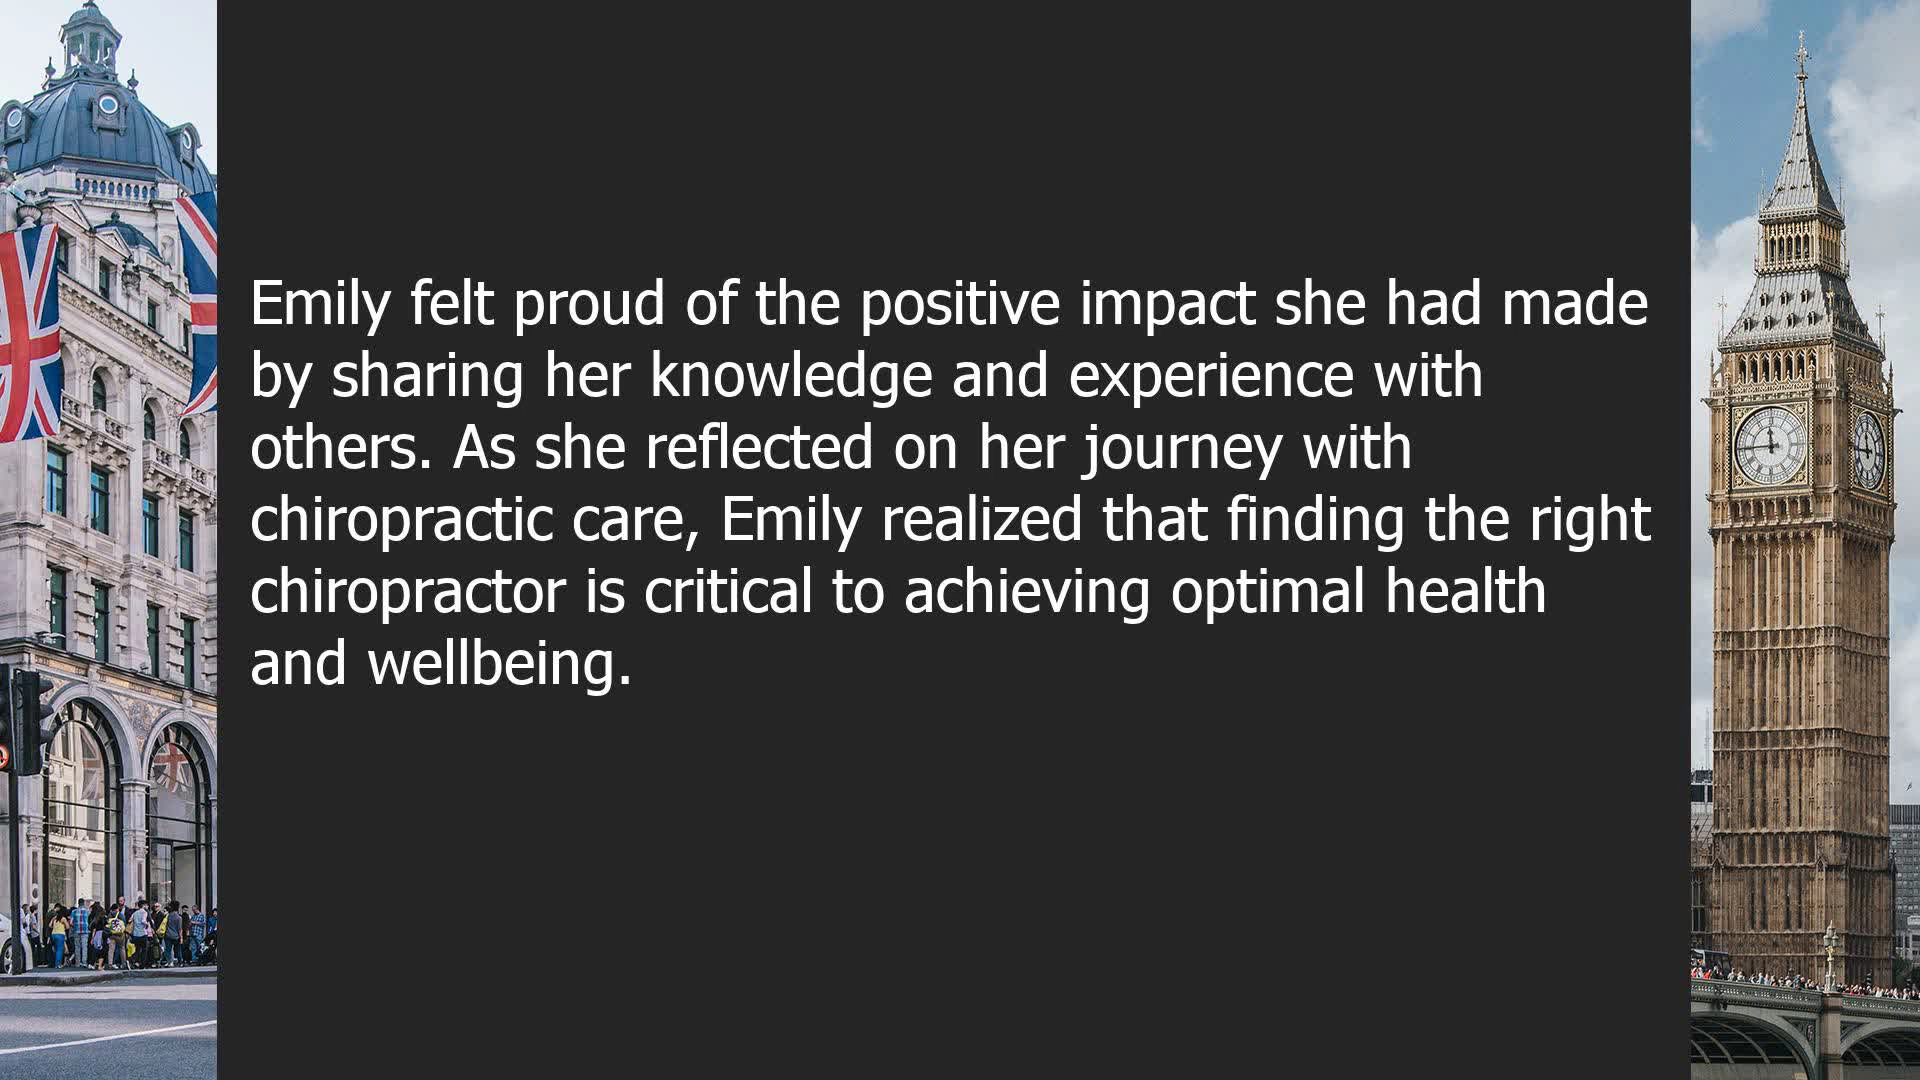 Emily felt proud of the positive impact she had made
by sharing her knowledge and experience with
others. As she reflected on her journey with
chiropractic care, Emily realized that finding the right
chiropractor is critical to achieving optimal health
and wellbeing.